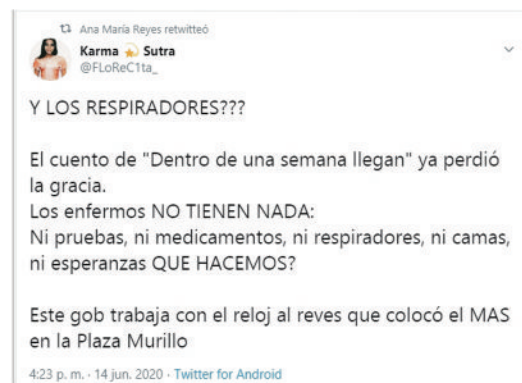 Ana María Reyes retwitteó
Karma 💫 Sutra
@FLoReC1ta_
Y LOS RESPIRADORES???
El cuento de "Dentro de una semana llegan" ya perdió
la gracia.
Los enfermos NO TIENEN NADA:
Ni pruebas, ni medicamentos, ni respiradores, ni camas,
ni esperanzas QUE HACEMOS?
Este gob trabaja con el reloj al reves que colocó el MAS
en la Plaza Murillo
4:23 p. m. · 14 jun. 2020 · Twitter for Android